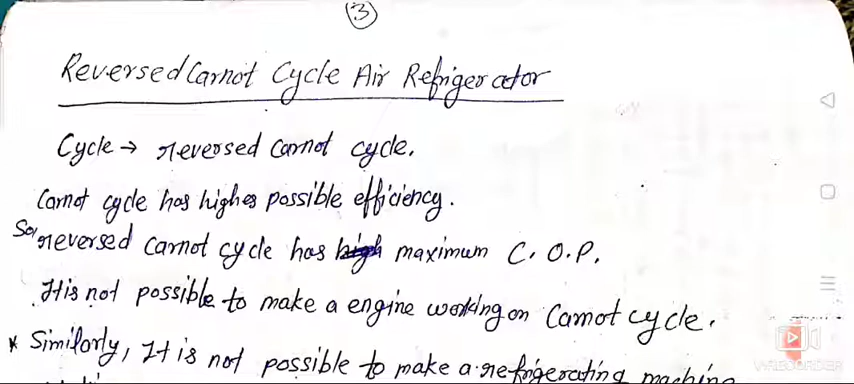 3
Reversed Carnot Cycle Air Refrigerator
Cycle → reversed Carnot cycle.
Carnot cycle has highes possible efficiency.
So, reversed Carnot cycle has high maximum C.O.P.
It is not possible to make a engine working on Carnot cycle.
* Similarly, It is not possible to make a refrigerating machine
VRECORDER